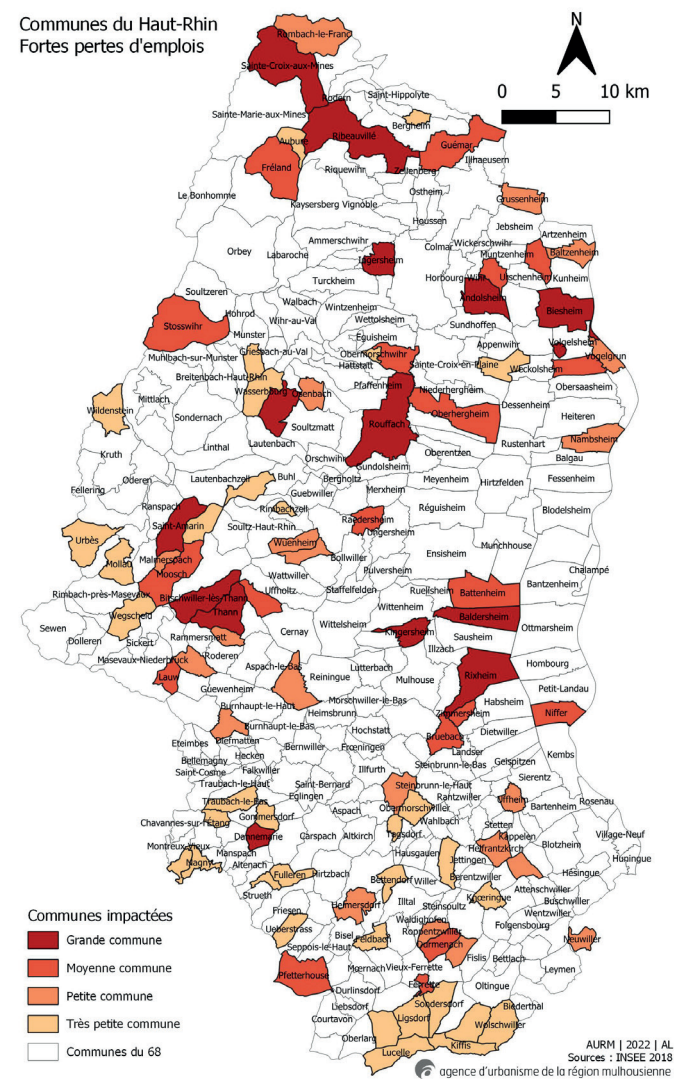 Communes du Haut-Rhin
Fortes pertes d'emplois
N
0 5 10 km
Rombach-le-Franc
Sainte-Croix-aux-Mines
Rodern
Saint-Hippolyte
Sainte-Marie-aux-Mines
Bergheim
Ribeauvillé
Aubure
Guémar
Illhaeusern
Fréland
Riquewihr
Zellenberg
Ostheim
Le Bonhomme
Kaysersberg Vignoble
Grussenheim
Houssen
Jebsheim
Artzenheim
Ammerschwihr
Colmar
Wickerschwihr
Orbey
Labaroche
Ingersheim
Muntzenheim
Baltzenheim
Turckheim
Horbourg-Wihr
Urschenheim
Kunheim
Soultzeren
Walbach
Andolsheim
Hohrod
Wintzenheim
Biesheim
Stosswihr
Wihr-au-Val
Wettolsheim
Sundhoffen
Munster
Eguisheim
Volgelsheim
Muhlbach-sur-Munster
Griesbach-au-Val
Obermorschwihr
Appenwihr
Vogelgrun
Hattstatt
Sainte-Croix-en-Plaine
Weckolsheim
Breitenbach-Haut-Rhin
Pfaffenheim
Obersaasheim
Wasserbourg
Osenbach
Niederhergheim
Wildenstein
Mittlach
Dessenheim
Sondernach
Soultzmatt
Rouffach
Oberhergheim
Heiteren
Linthal
Lautenbach
Rustenhart
Nambsheim
Kruth
Orschwihr
Oberentzen
Balgau
Oderen
Gundolsheim
Fellering
Lautenbachzell
Buhl
Bergholtz
Meyenheim
Hirtzfelden
Fessenheim
Guebwiller
Merxheim
Ranspach
Rimbachzell
Réguisheim
Blodelsheim
Saint-Amarin
Soultz-Haut-Rhin
Raedersheim
Ungersheim
Urbès
Wuenheim
Munchhouse
Mollau
Malmerspach
Bollwiller
Ensisheim
Chalampé
Moosch
Wattwiller
Pulversheim
Bantzenheim
Rimbach-près-Masevaux
Bitschwiller-lès-Thann
Uffholtz
Staffelfelden
Ruelisheim
Battenheim
Wegscheid
Thann
Wittenheim
Baldersheim
Sewen
Wittelsheim
Kingersheim
Ottmarsheim
Dolleren
Sickert
Rammersmatt
Cernay
Illzach
Sausheim
Masevaux-Niederbruck
Roderen
Aspach-le-Bas
Lutterbach
Hombourg
Lauw
Reiningue
Mulhouse
Rixheim
Petit-Landau
Guewenheim
Morschwiller-le-Bas
Habsheim
Burnhaupt-le-Haut
Heimsbrunn
Zimmersheim
Niffer
Burnhaupt-le-Bas
Hochstatt
Bruebach
Dietwiller
Eteimbes
Diefmatten
Bernwiller
Frœningen
Landser
Kembs
Bellemagny
Hecken
Steinbrunn-le-Bas
Geispitzen
Saint-Cosme
Falkwiller
Illfurth
Sierentz
Traubach-le-Haut
Saint-Bernard
Steinbrunn-le-Haut
Rantzwiller
Uffheim
Rosenau
Traubach-le-Bas
Eglingen
Obermorschwiller
Bartenheim
Chavannes-sur-l'Étang
Gommersdorf
Aspach
Wahlbach
Stetten
Tagsdorf
Kappelen
Village-Neuf
Dannemarie
Carspach
Altkirch
Montreux-Vieux
Hausgauen
Helfrantzkirch
Blotzheim
Huningue
Manspach
Jettingen
Magny
Altenach
Berentzwiller
Hésingue
Fulleren
Hirtzbach
Bettendorf
Willer
Attenschwiller
Strueth
Knœringue
Buschwiller
Heimersdorf
Illtal
Steinsoultz
Wentzwiller
Friesen
Waldighofen
Folgensbourg
Ueberstrass
Bisel
Feldbach
Roppentzwiller
Neuwiller
Seppois-le-Haut
Durmenach
Fislis
Bettlach
Pfetterhouse
Mœrnach
Vieux-Ferrette
Leymen
Ferrette
Oltingue
Durlinsdorf
Sondersdorf
Liebsdorf
Biederthal
Courtavon
Ligsdorf
Wolschwiller
Oberlarg
Kiffis
Lucelle
Communes impactées
Grande commune
Moyenne commune
Petite commune
Très petite commune
Communes du 68
AURM | 2022 | AL
Sources : INSEE 2018
agence d'urbanisme de la région mulhousienne